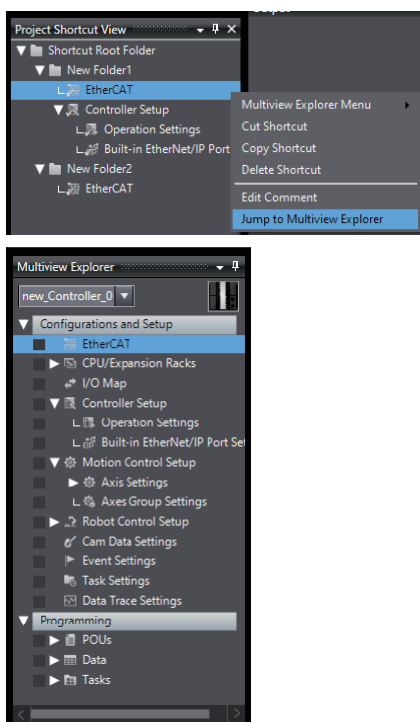 Project Shortcut View
Shortcut Root Folder
New Folder1
EtherCAT
Controller Setup
Operation Settings
Built-in EtherNet/IP Port
New Folder2
EtherCAT
Multiview Explorer Menu
Cut Shortcut
Copy Shortcut
Delete Shortcut
Edit Comment
Jump to Multiview Explorer
Multiview Explorer
new_Controller_0
Configurations and Setup
EtherCAT
CPU/Expansion Racks
I/O Map
Controller Setup
Operation Settings
Built-in EtherNet/IP Port Set
Motion Control Setup
Axis Settings
Axes Group Settings
Robot Control Setup
Cam Data Settings
Event Settings
Task Settings
Data Trace Settings
Programming
POUs
Data
Tasks